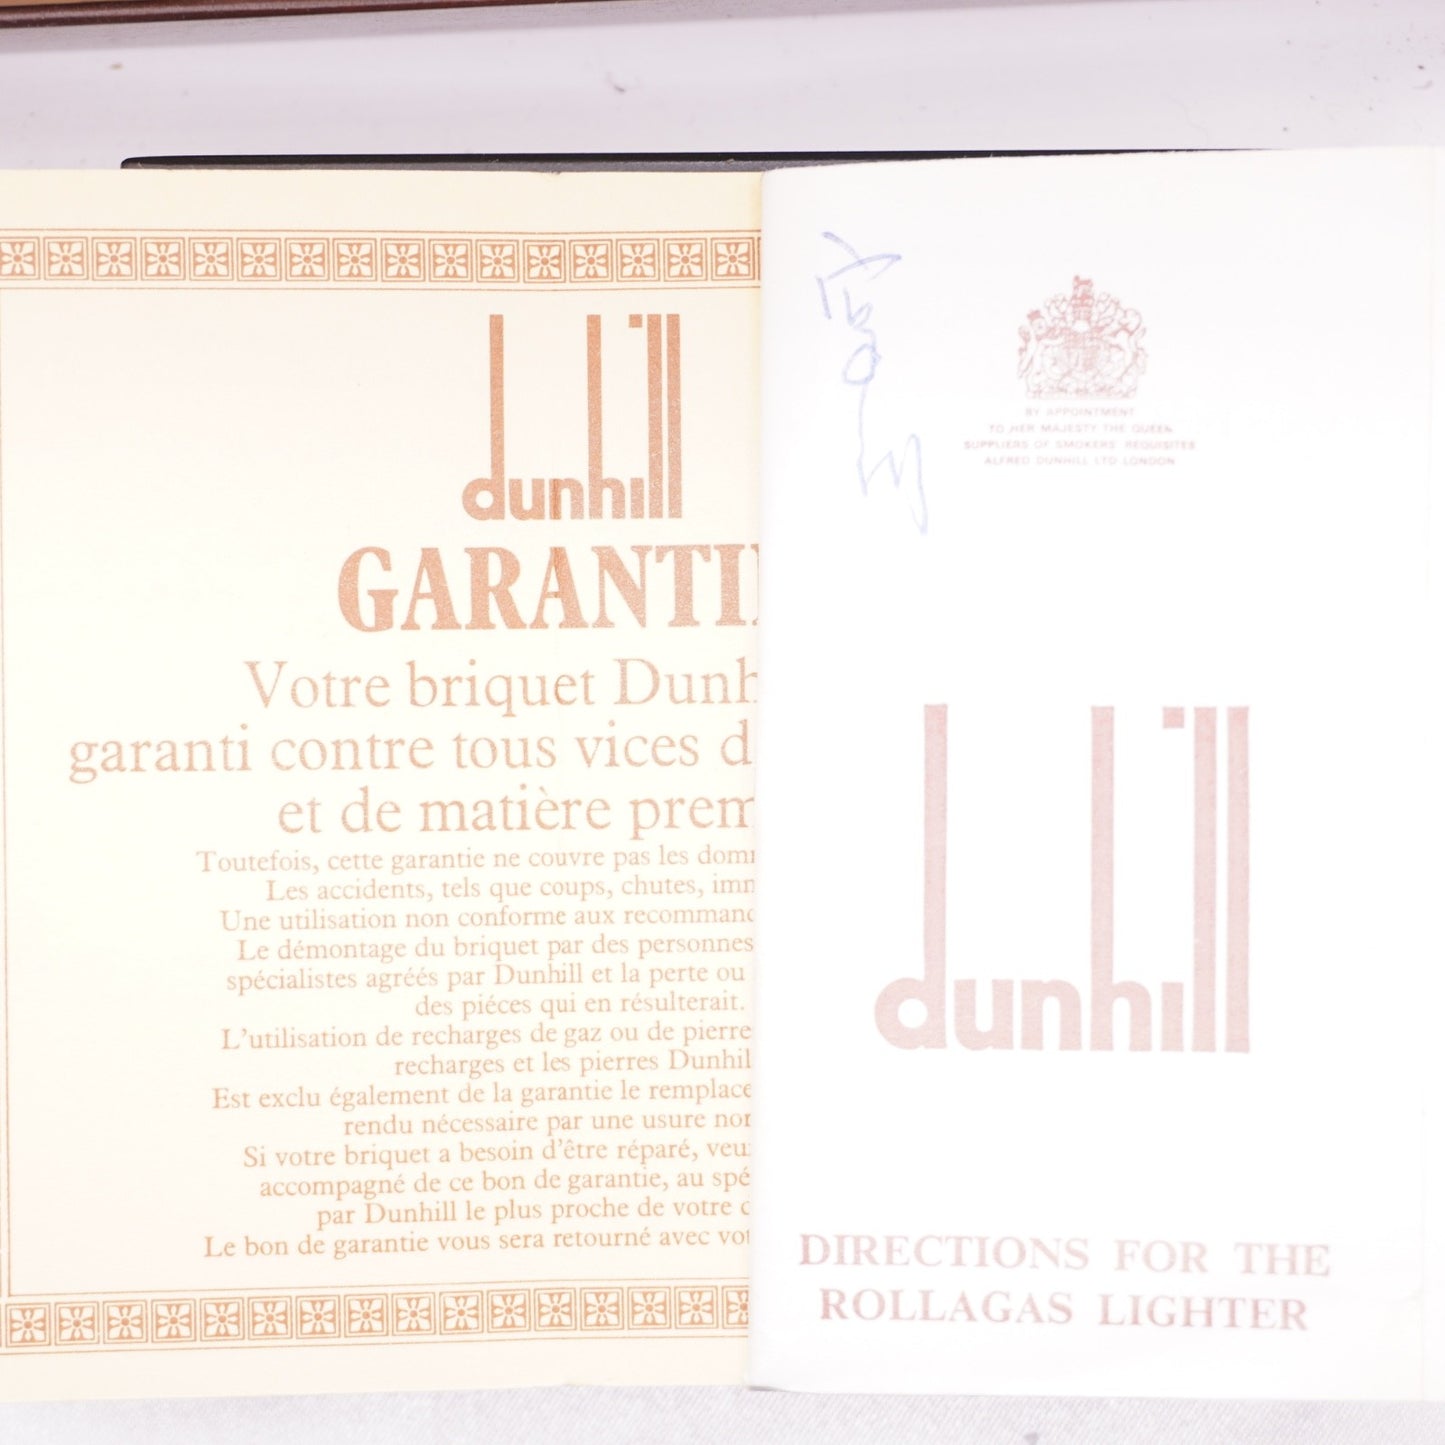 dunhill
GARANTI
Votre briquet Dunh
garanti contre tous vices d
et de matière prem
Toutefois, cette garantie ne couvre pas les dom
Les accidents, tels que coups, chutes, imm
Une utilisation non conforme aux recommand
Le démontage du briquet par des personnes
spécialistes agréés par Dunhill et la perte ou
des piéces qui en résulterait.
L'utilisation de recharges de gaz ou de pierre
recharges et les pierres Dunhil
Est exclu également de la garantie le remplace
rendu nécessaire par une usure nor
Si votre briquet a besoin d'être réparé, veu
accompagné de ce bon de garantie, au spé
par Dunhill le plus proche de votre
Le bon de garantie vous sera retourné avec vot
BY APPOINTMENT
TO HER MAJESTY THE QUEEN
SUPPLIERS OF SMOKERS' REQUISITES
ALFRED DUNHILL LTD LONDON
dunhill
DIRECTIONS FOR THE
ROLLAGAS LIGHTER